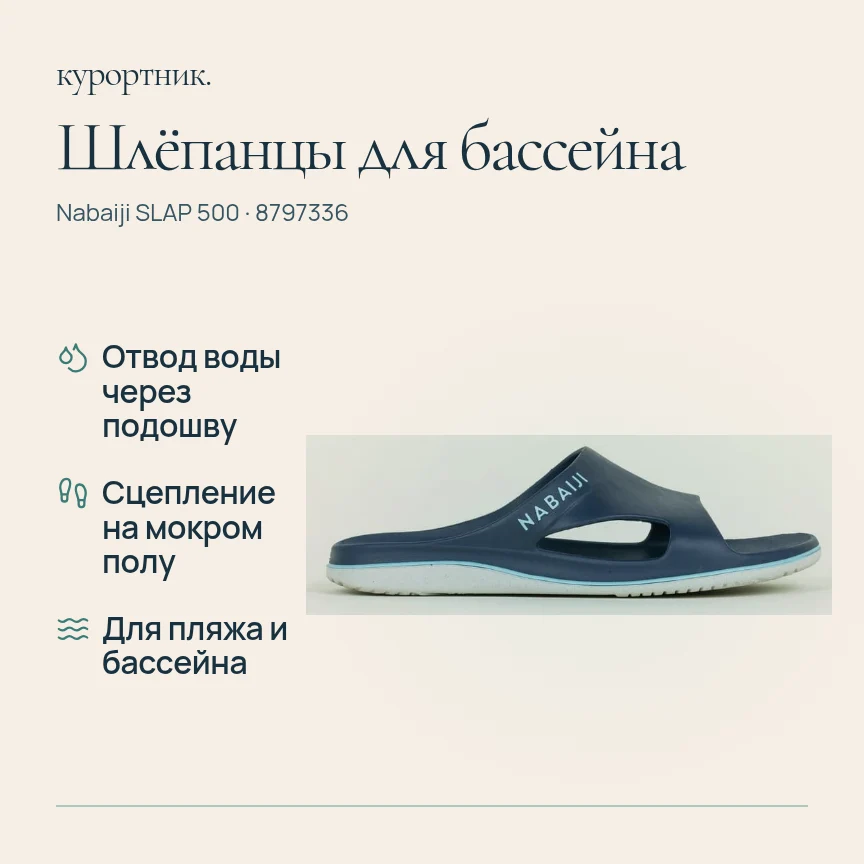 курортник.
Шлёпанцы для бассейна
Nabaiji SLAP 500 · 8797336
Отвод воды
через
подошву
Сцепление
на мокром
полу
Для пляжа и
бассейна
NABAIJI